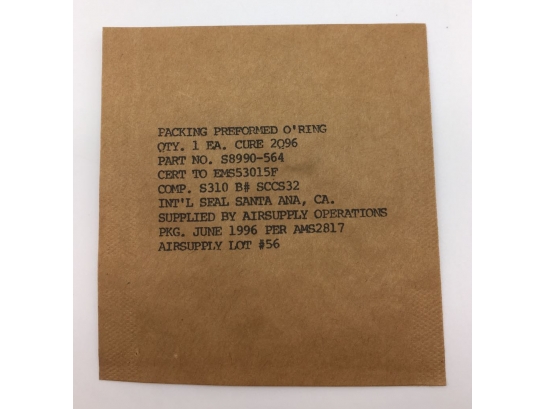 PACKING PREFORMED O'RING
QTY. 1 EA. CURE 2Q96
PART NO. S8990-564
CERT TO EMS53015F
COMP. S310 B# SCCS32
INT'L SEAL SANTA ANA, CA.
SUPPLIED BY AIRSUPPLY OPERATIONS
PKG. JUNE 1996 PER AMS2817
AIRSUPPLY LOT #56